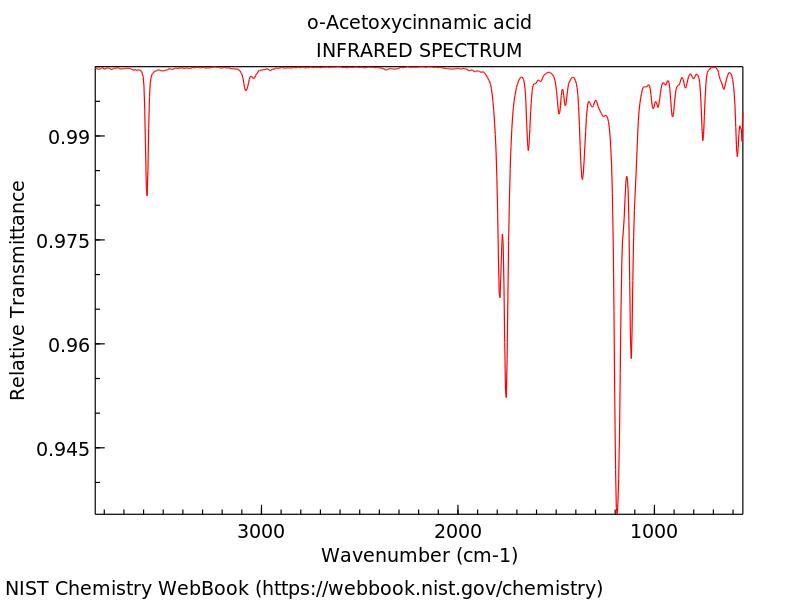 o-Acetoxycinnamic acid
INFRARED SPECTRUM
0.99
0.975
0.96
0.945
Relative Transmittance
3000 2000 1000
Wavenumber (cm-1)
NIST Chemistry WebBook (https://webbook.nist.gov/chemistry)